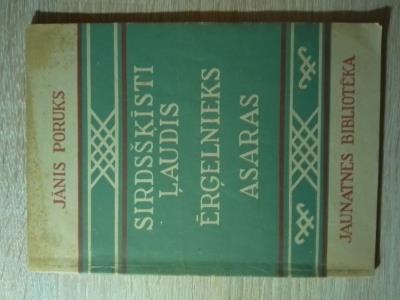 JĀNIS PORUKS
SIRDSŠĶĪSTI
ĻAUDIS
ĒRĢELNIEKS
ASARAS
JAUNATNES BIBLIOTĒKA